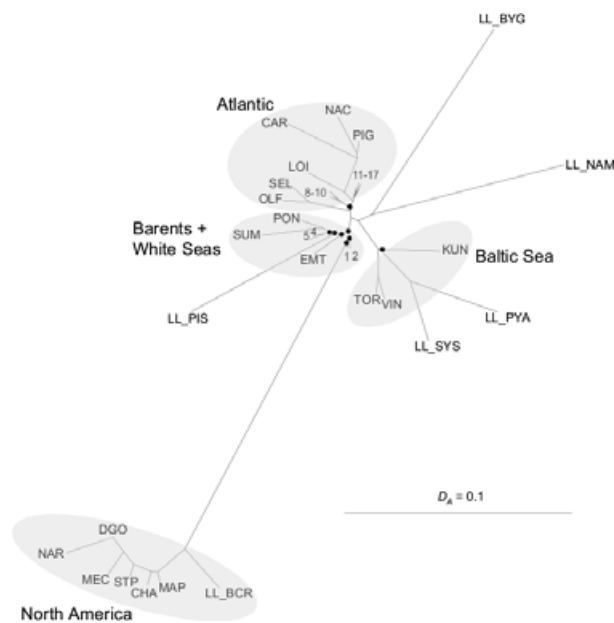 LL_BYG
Atlantic
NAC
CAR
PIG
LOI
11-17
LL_NAM
SEL
8-10
OLF
Barents +
White Seas
PON
SUM
5
4
EMT
1
2
KUN
Baltic Sea
TOR
VIN
LL_PIS
LL_PYA
LL_SYS
D_A = 0.1
DGO
NAR
MEC
STP
CHA
MAP
LL_BCR
North America